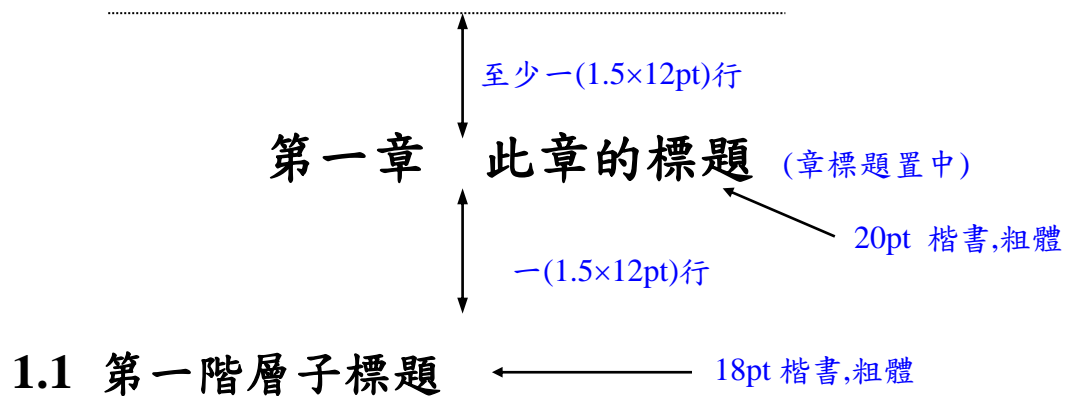 至少一(1.5×12pt)行
第一章 此章的標題 (章標題置中)
20pt 楷書,粗體
一(1.5×12pt)行
1.1 第一階層子標題
18pt 楷書,粗體